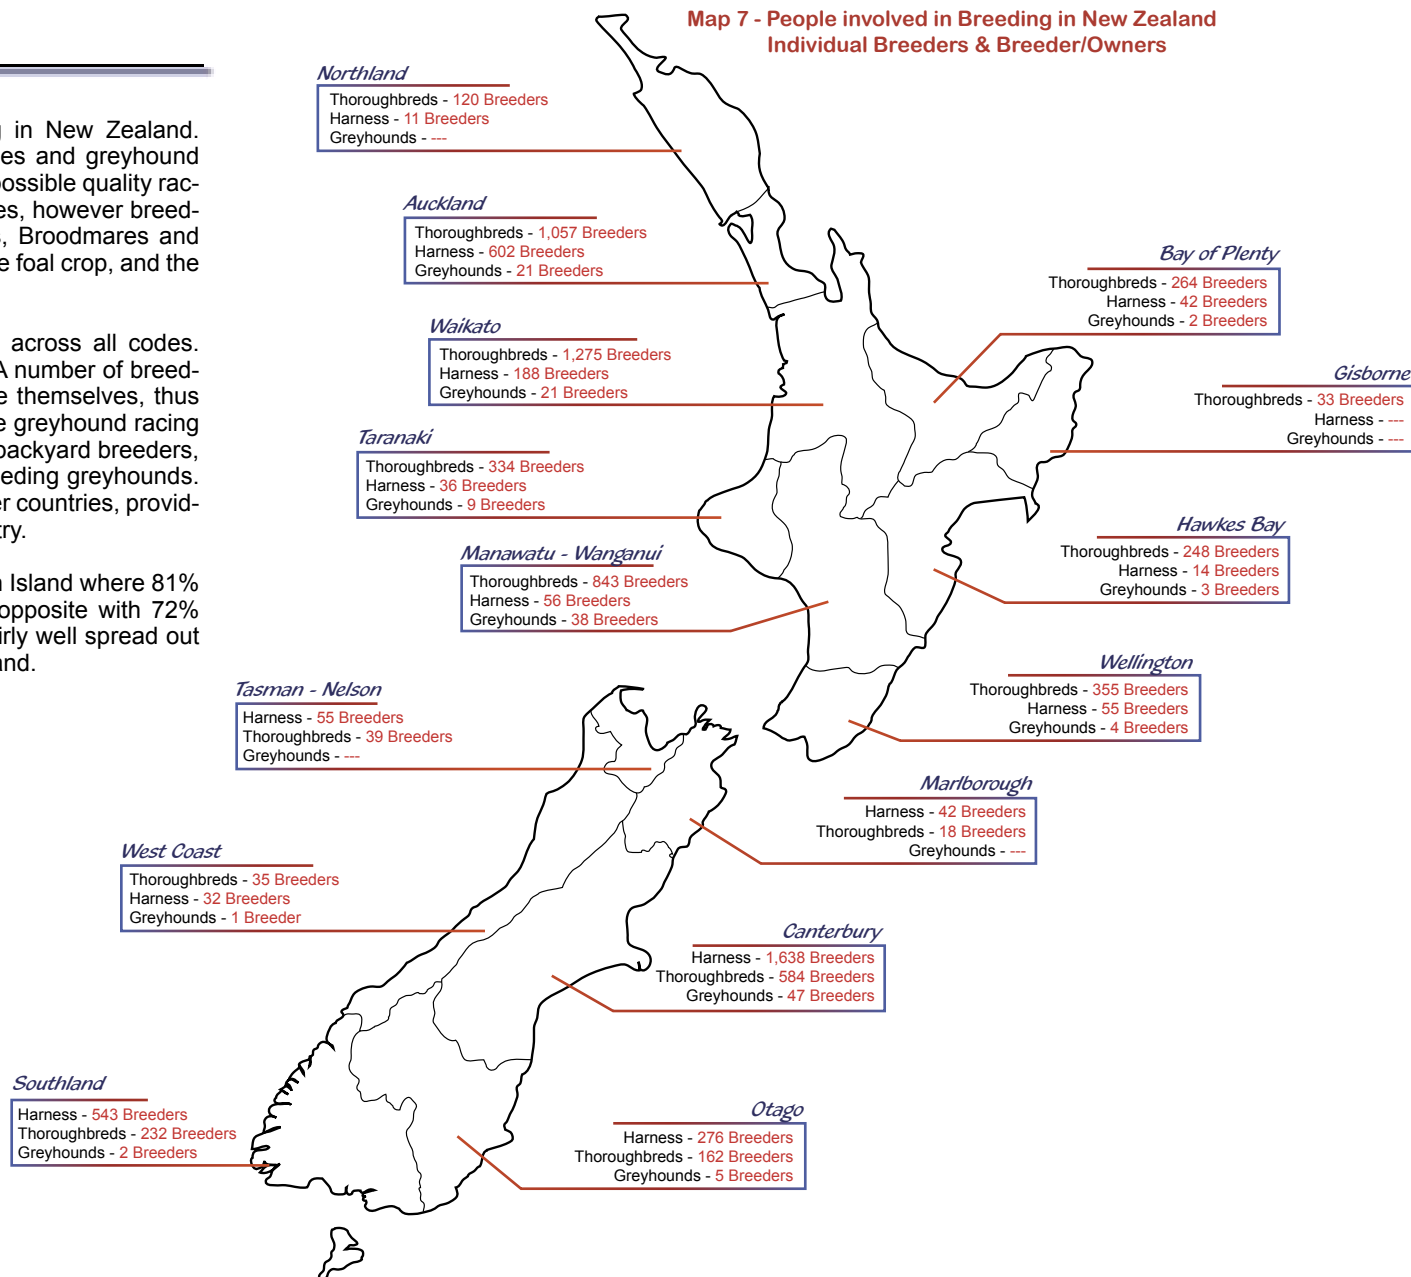 Map 7 - People involved in Breeding in New Zealand
Individual Breeders & Breeder/Owners
g in New Zealand.
es and greyhound
possible quality rac-
es, however breed-
s, Broodmares and
e foal crop, and the
across all codes.
A number of breed-
e themselves, thus
e greyhound racing
backyard breeders,
eeding greyhounds.
er countries, provid-
try.
h Island where 81%
opposite with 72%
irly well spread out
and.
Northland
Thoroughbreds - 120 Breeders
Harness - 11 Breeders
Greyhounds - ---
Auckland
Thoroughbreds - 1,057 Breeders
Harness - 602 Breeders
Greyhounds - 21 Breeders
Bay of Plenty
Thoroughbreds - 264 Breeders
Harness - 42 Breeders
Greyhounds - 2 Breeders
Waikato
Thoroughbreds - 1,275 Breeders
Harness - 188 Breeders
Greyhounds - 21 Breeders
Gisborne
Thoroughbreds - 33 Breeders
Harness - ---
Greyhounds - ---
Taranaki
Thoroughbreds - 334 Breeders
Harness - 36 Breeders
Greyhounds - 9 Breeders
Hawkes Bay
Thoroughbreds - 248 Breeders
Harness - 14 Breeders
Greyhounds - 3 Breeders
Manawatu - Wanganui
Thoroughbreds - 843 Breeders
Harness - 56 Breeders
Greyhounds - 38 Breeders
Wellington
Thoroughbreds - 355 Breeders
Harness - 55 Breeders
Greyhounds - 4 Breeders
Tasman - Nelson
Harness - 55 Breeders
Thoroughbreds - 39 Breeders
Greyhounds - ---
Marlborough
Harness - 42 Breeders
Thoroughbreds - 18 Breeders
Greyhounds - ---
West Coast
Thoroughbreds - 35 Breeders
Harness - 32 Breeders
Greyhounds - 1 Breeder
Canterbury
Harness - 1,638 Breeders
Thoroughbreds - 584 Breeders
Greyhounds - 47 Breeders
Southland
Harness - 543 Breeders
Thoroughbreds - 232 Breeders
Greyhounds - 2 Breeders
Otago
Harness - 276 Breeders
Thoroughbreds - 162 Breeders
Greyhounds - 5 Breeders